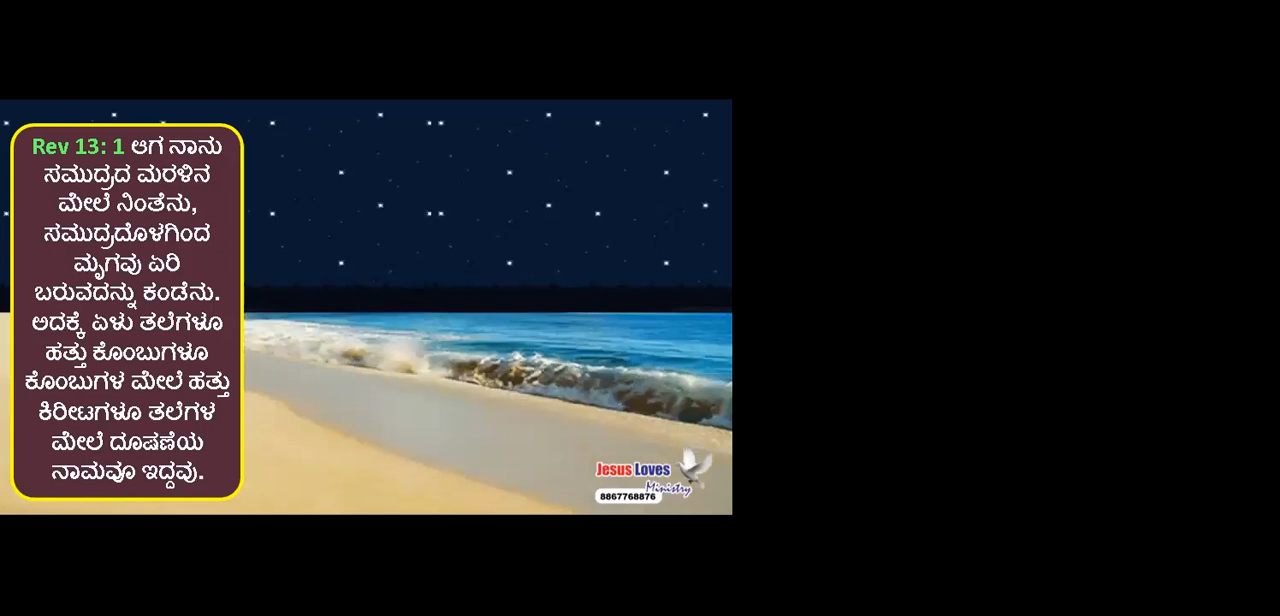 Rev 13: 1 ಆಗ ನಾನು
ಸಮುದ್ರದ ಮರಳಿನ
ಮೇಲೆ ನಿಂತೆನು,
ಸಮುದ್ರದೊಳಗಿಂದ
ಮೃಗವು ಏರಿ
ಬರುವದನ್ನು ಕಂಡೆನು.
ಅದಕ್ಕೆ ಏಳು ತಲೆಗಳೂ
ಹತ್ತು ಕೊಂಬುಗಳೂ
ಕೊಂಬುಗಳ ಮೇಲೆ ಹತ್ತು
ಕಿರೀಟಗಳೂ ತಲೆಗಳ
ಮೇಲೆ ದೂಷಣೆಯ
ನಾಮವೂ ಇದ್ದವು.
Jesus Loves
Ministry
8867768876